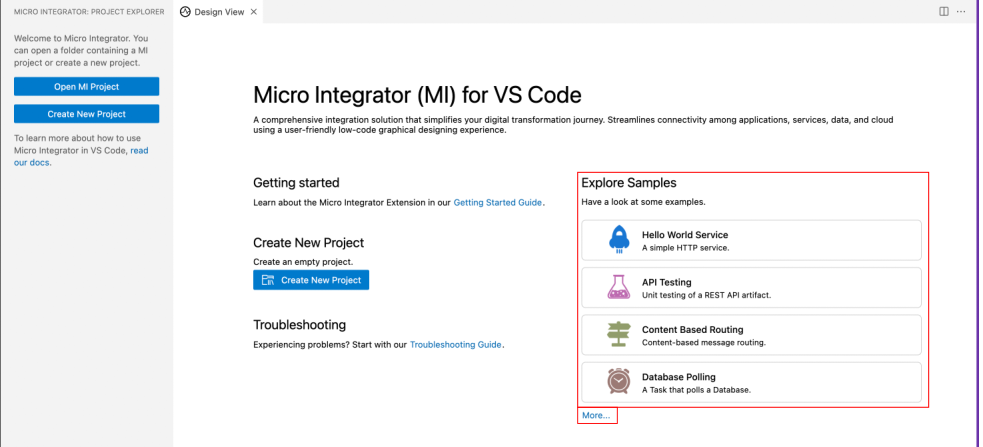 MICRO INTEGRATOR: PROJECT EXPLORER
Welcome to Micro Integrator. You
can open a folder containing a MI
project or create a new project.
Open MI Project
Create New Project
To learn more about how to use
Micro Integrator in VS Code, read
our docs.
Design View
Micro Integrator (MI) for VS Code
A comprehensive integration solution that simplifies your digital transformation journey. Streamlines connectivity among applications, services, data, and cloud
using a user-friendly low-code graphical designing experience.
Getting started
Learn about the Micro Integrator Extension in our Getting Started Guide.
Create New Project
Create an empty project.
Create New Project
Troubleshooting
Experiencing problems? Start with our Troubleshooting Guide.
Explore Samples
Have a look at some examples.
Hello World Service
A simple HTTP service.
API Testing
Unit testing of a REST API artifact.
Content Based Routing
Content-based message routing.
Database Polling
A Task that polls a Database.
More...